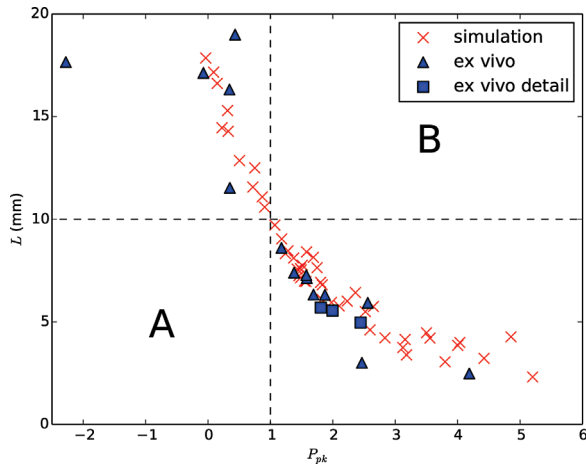 20
simulation
ex vivo
ex vivo detail
15
B
L (mm)
10
A
5
0
−2 −1 0 1 2 3 4 5 6
P_pk